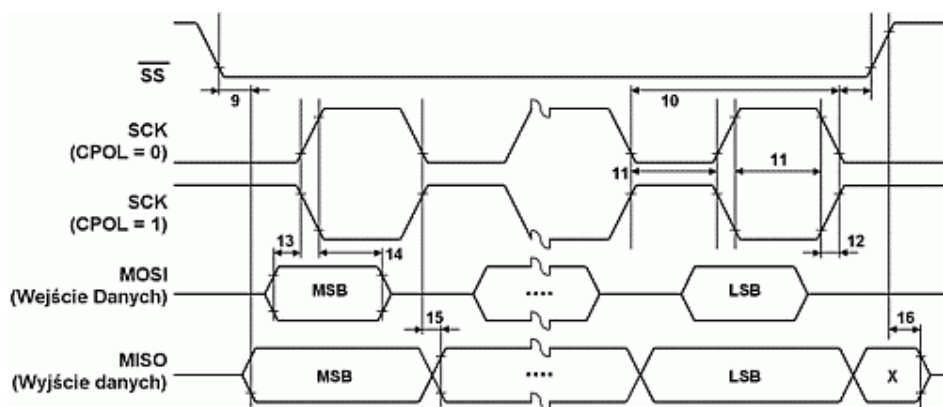 SS
9
10
SCK
(CPOL = 0)
11
11
SCK
(CPOL = 1)
12
13
14
MOSI
(Wejście Danych)
MSB
....
LSB
15
16
MISO
(Wyjście danych)
MSB
....
LSB
X